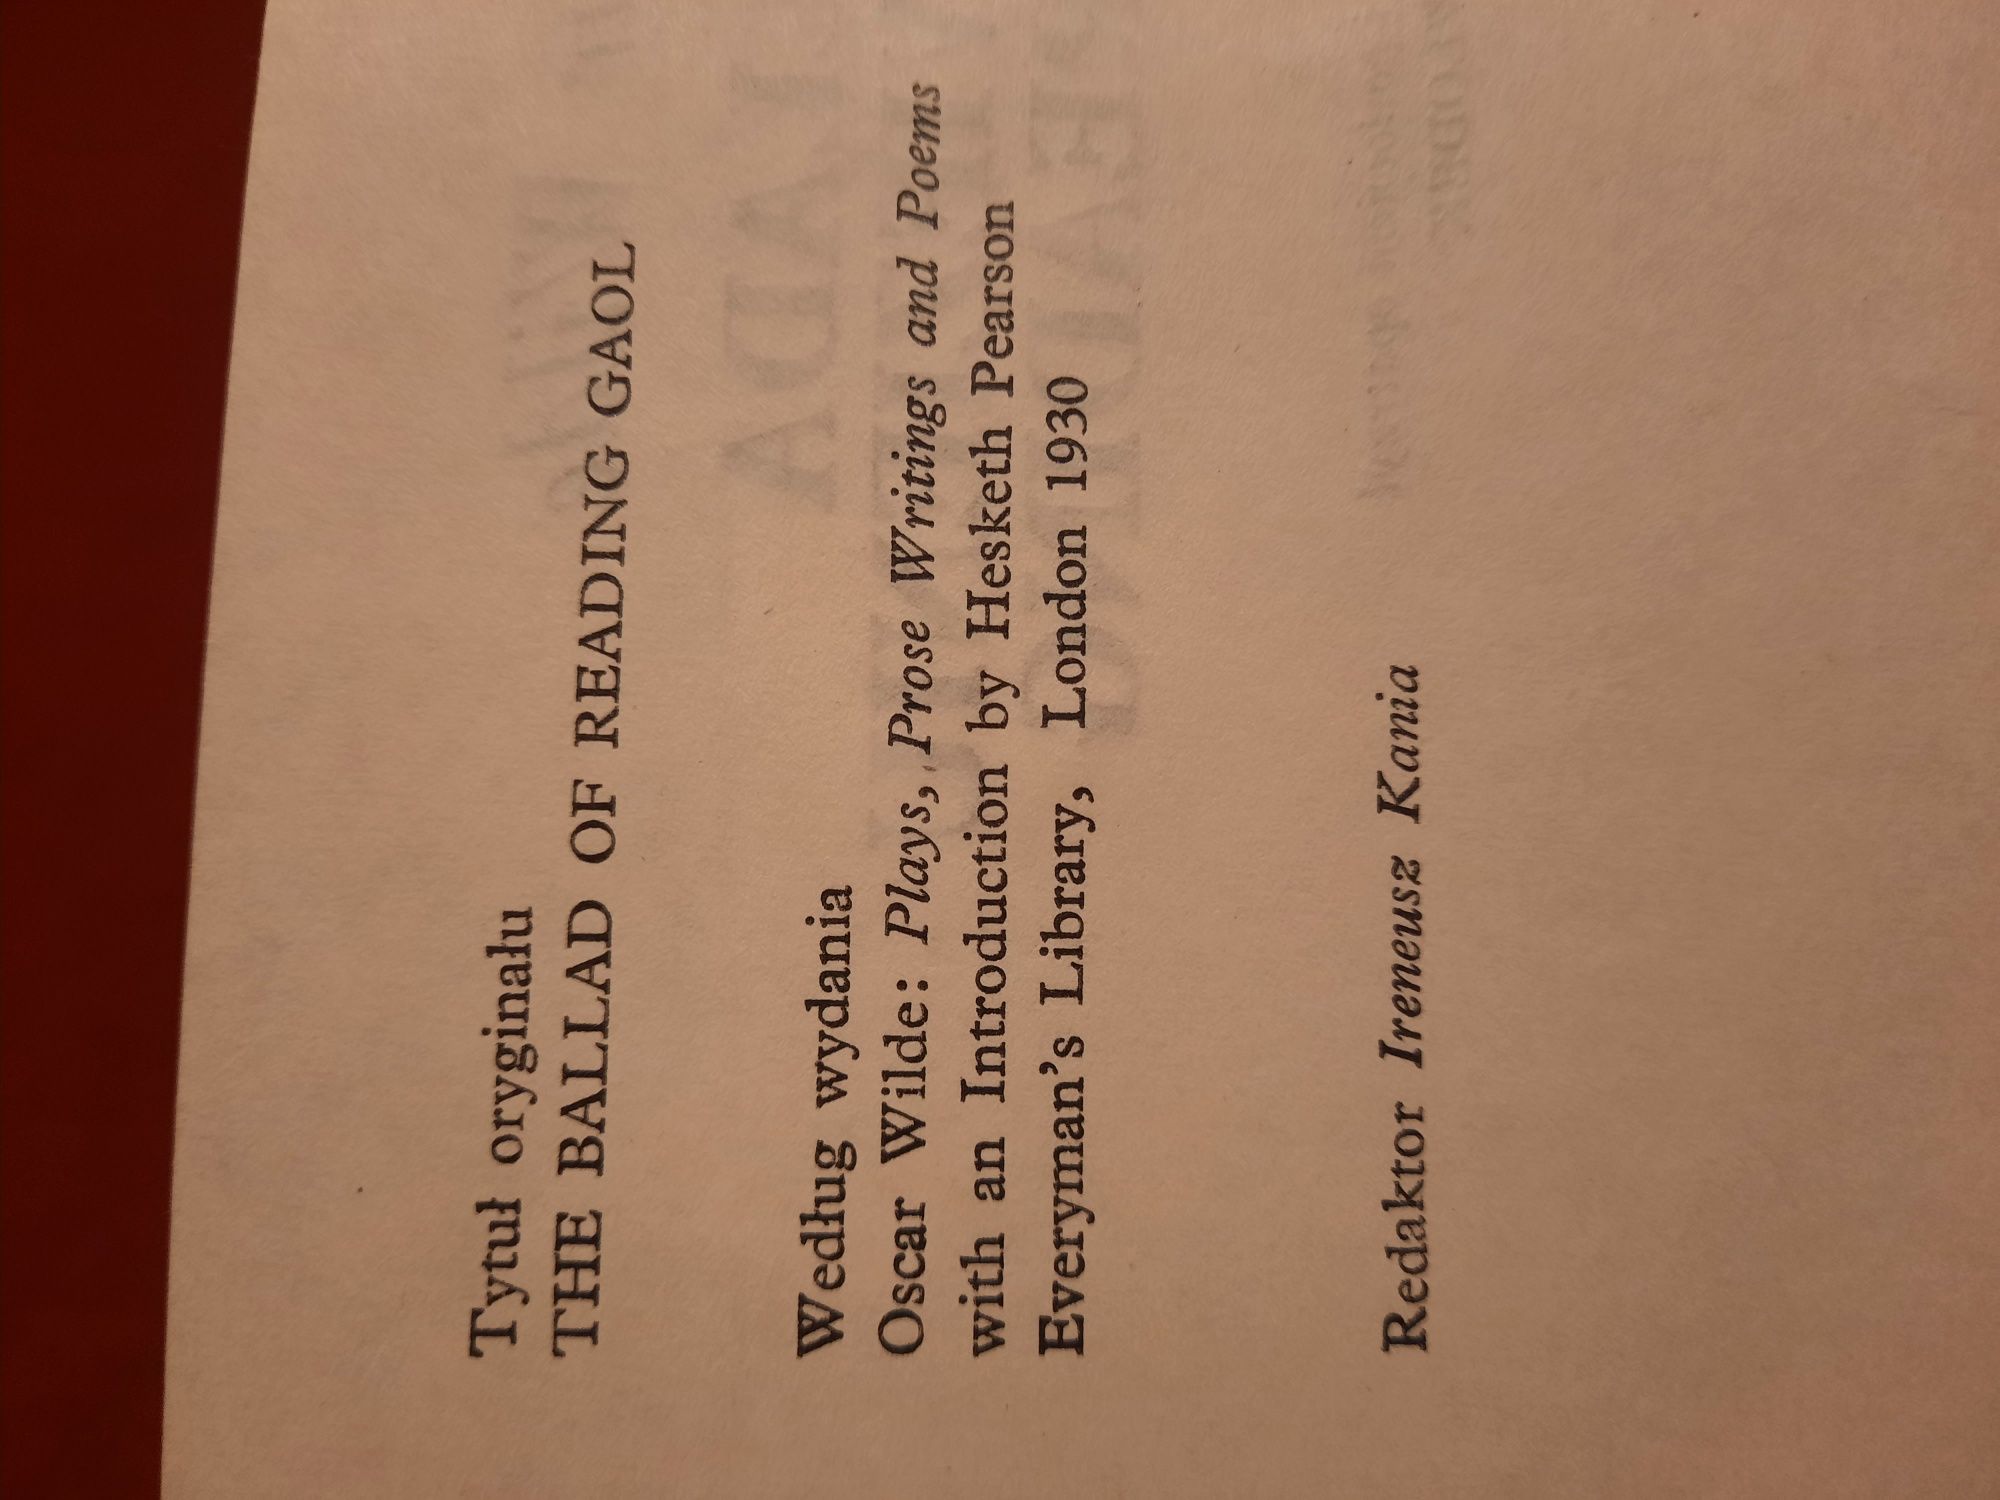 Tytuł oryginału
THE BALLAD OF READING GAOL
Według wydania
Oscar Wilde: Plays, Prose Writings and Poems
with an Introduction by Hesketh Pearson
Everyman's Library, London 1930
Redaktor Ireneusz Kania